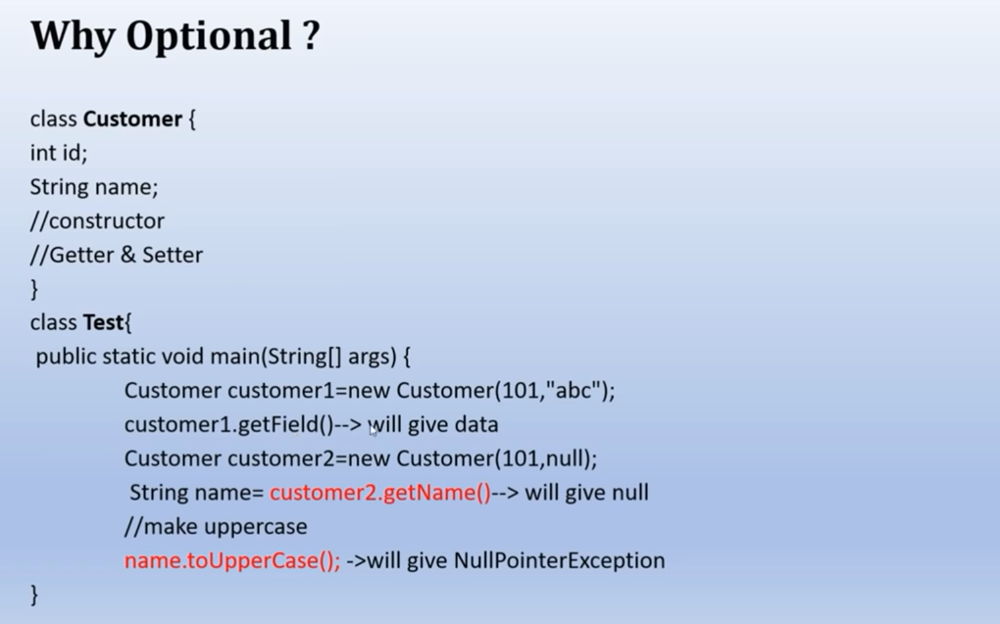 Why Optional ?
class Customer {
int id;
String name;
//constructor
//Getter & Setter
}
class Test{
public static void main(String[] args) {
Customer customer1=new Customer(101,"abc");
customer1.getField()--> will give data
Customer customer2=new Customer(101,null);
String name= customer2.getName()--> will give null
//make uppercase
name.toUpperCase(); ->will give NullPointerException
}